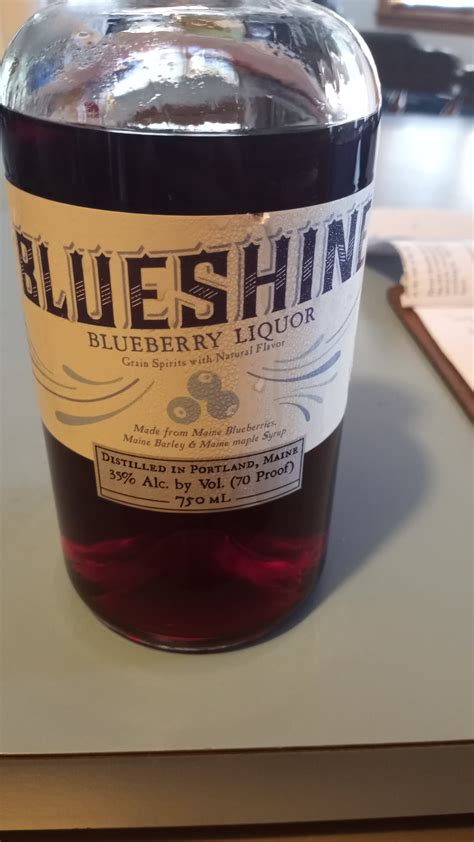 BLUESHINE
BLUEBERRY LIQUOR
Grain Spirits with Natural Flavor
Made from Maine Blueberries,
Maine Barley & Maine maple Syrup
DISTILLED IN PORTLAND, MAINE
35% Alc. by Vol. (70 Proof)
750 ML